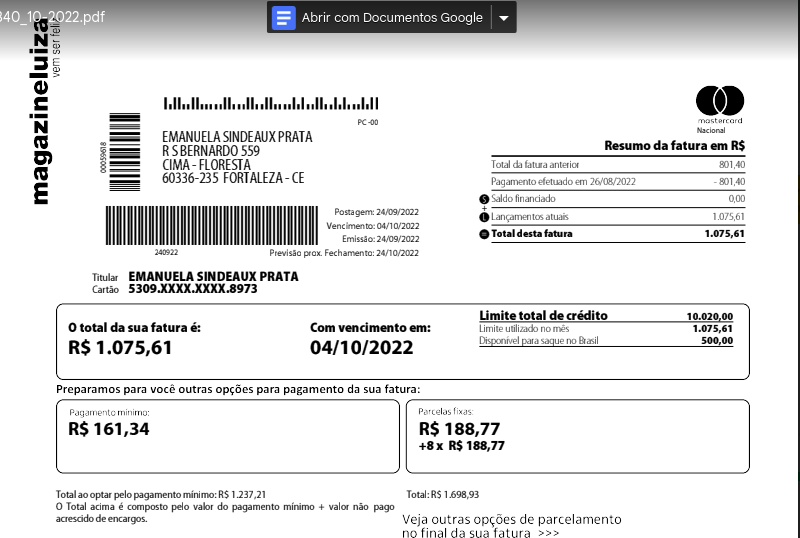 340_10-2022.pdf
Abrir com Documentos Google
magazineluiza
vem ser feliz
mastercard
Nacional
PC -00
00059618
EMANUELA SINDEAUX PRATA
R S BERNARDO 559
CIMA - FLORESTA
60336-235 FORTALEZA - CE
Resumo da fatura em R$
Total da fatura anterior 801,40
Pagamento efetuado em 26/08/2022 - 801,40
S Saldo financiado 0,00
+
L Lançamentos atuais 1.075,61
= Total desta fatura 1.075,61
Postagem: 24/09/2022
Vencimento: 04/10/2022
Emissão: 24/09/2022
240922
Previsão prox. Fechamento: 24/10/2022
Titular EMANUELA SINDEAUX PRATA
Cartão 5309.XXXX.XXXX.8973
O total da sua fatura é:
R$ 1.075,61
Com vencimento em:
04/10/2022
Limite total de crédito 10.020,00
Limite utilizado no mês 1.075,61
Disponível para saque no Brasil 500,00
Preparamos para você outras opções para pagamento da sua fatura:
Pagamento mínimo:
R$ 161,34
Parcelas fixas:
R$ 188,77
+8 x R$ 188,77
Total ao optar pelo pagamento mínimo: R$ 1.237,21
O Total acima é composto pelo valor do pagamento mínimo + valor não pago
acrescido de encargos.
Total: R$ 1.698,93
Veja outras opções de parcelamento
no final da sua fatura >>>